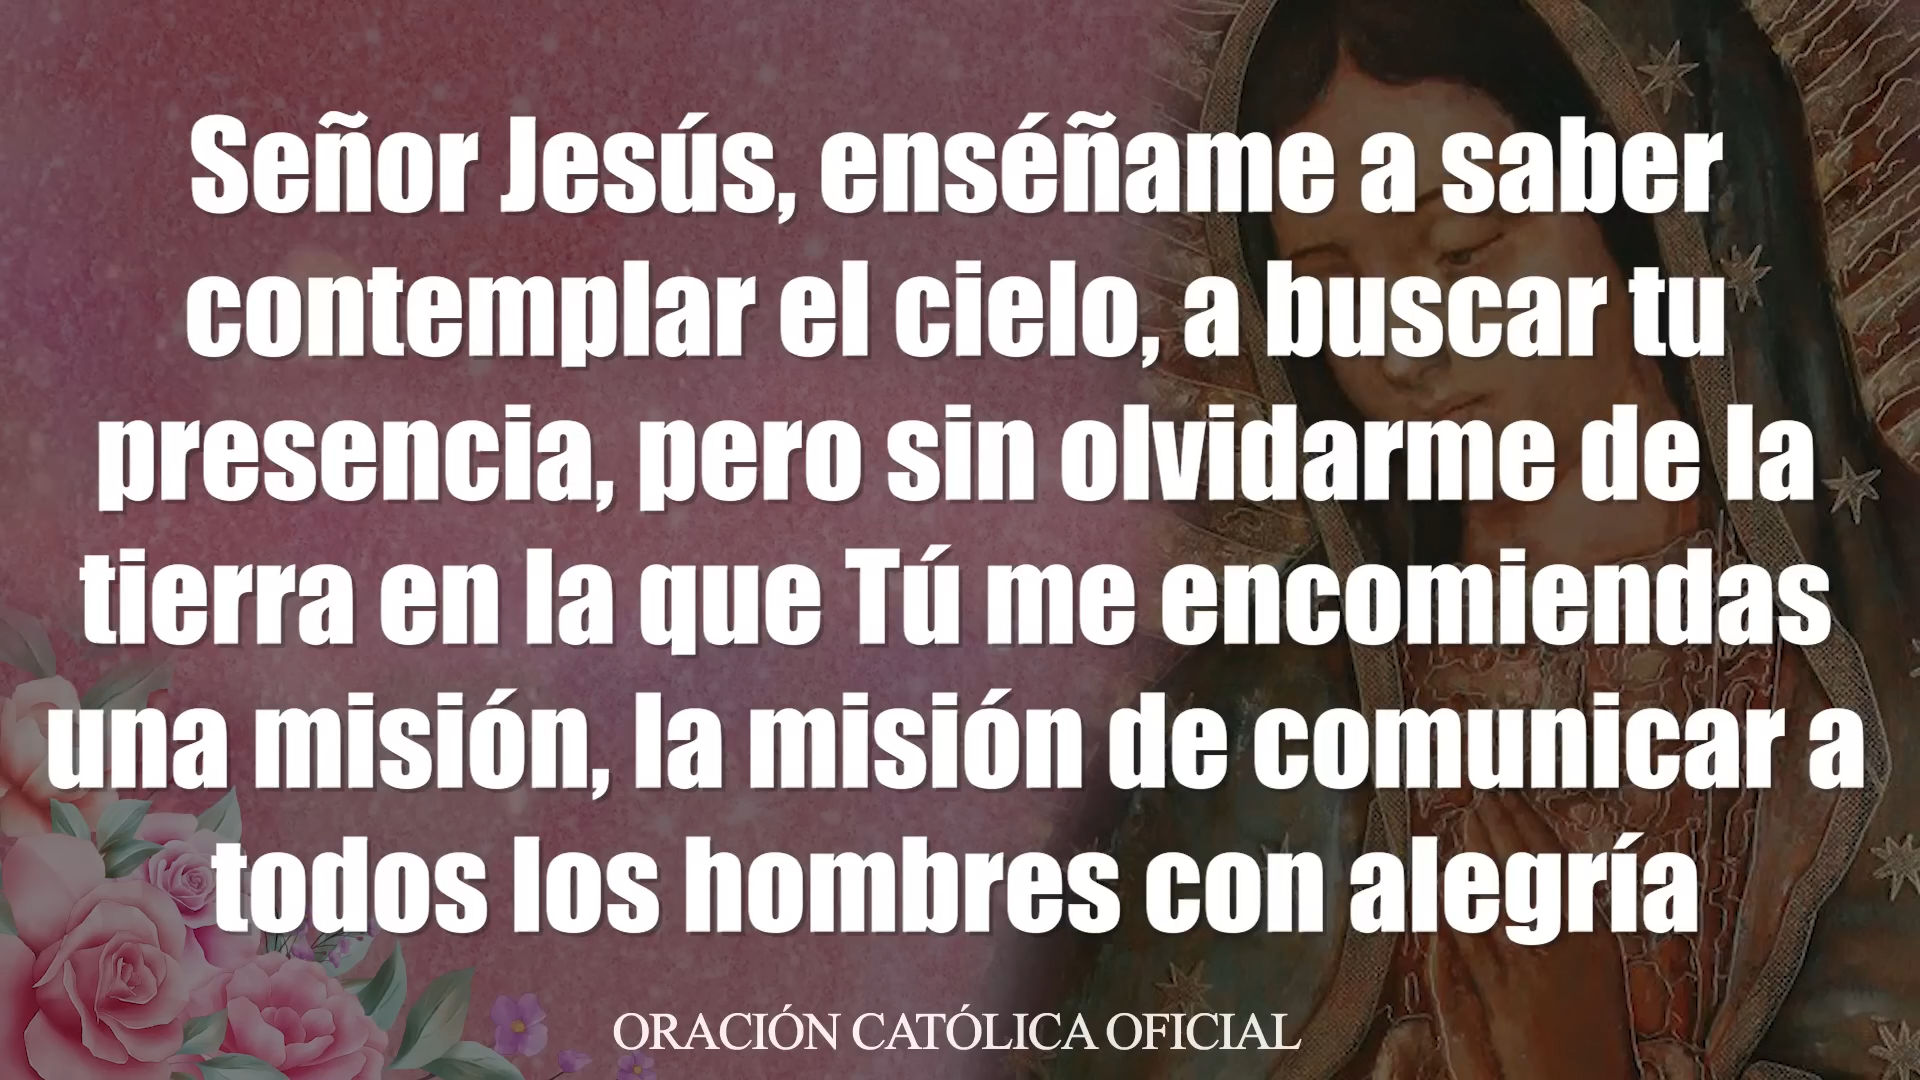 Señor Jesús, enséñame a saber
contemplar el cielo, a buscar tu
presencia, pero sin olvidarme de la
tierra en la que Tú me encomiendas
una misión, la misión de comunicar a
todos los hombres con alegría
ORACIÓN CATÓLICA OFICIAL